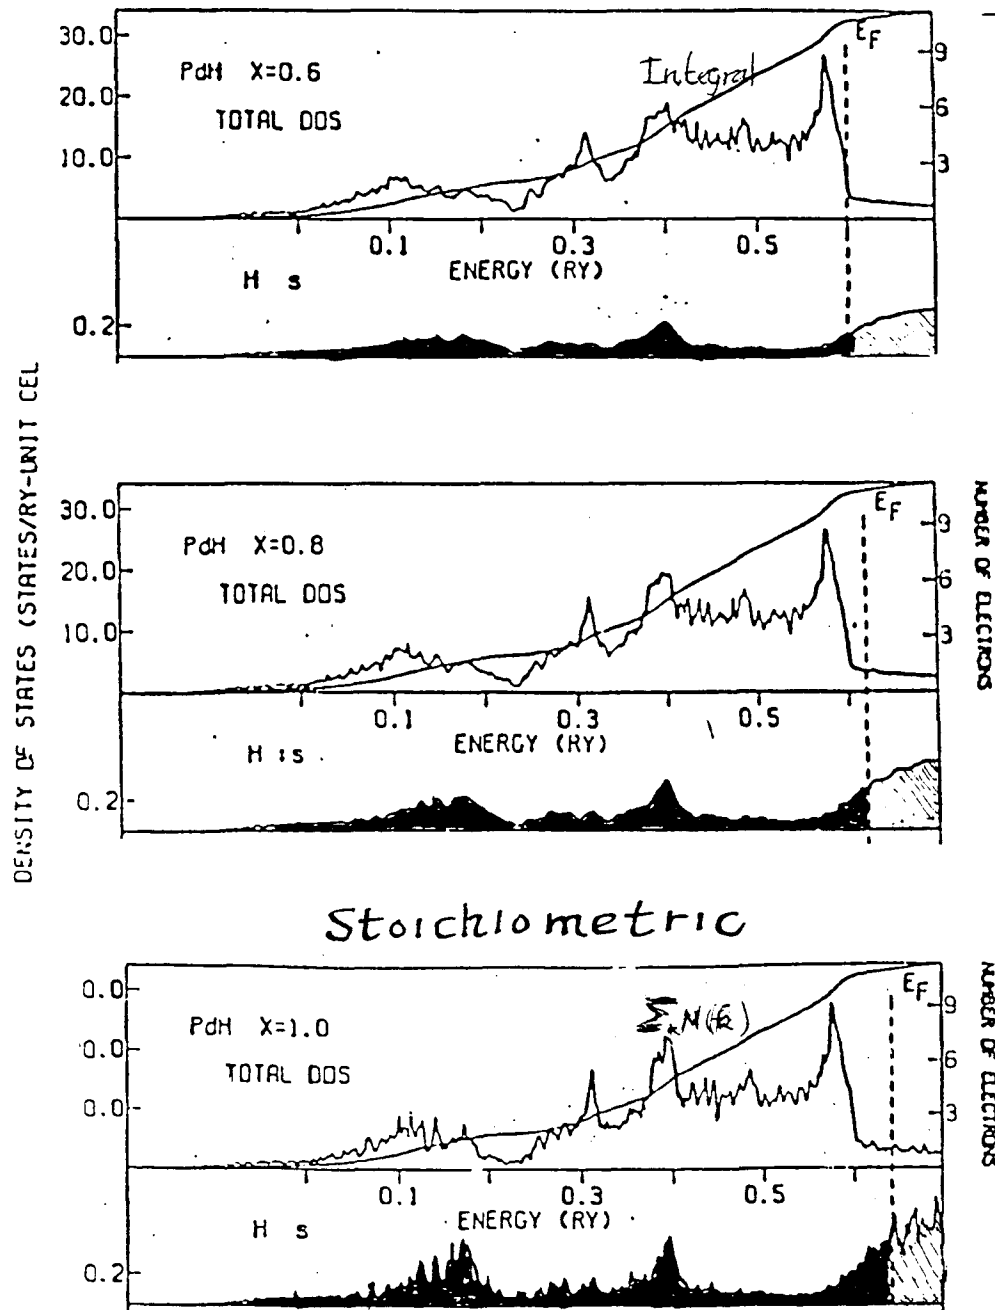 DENSITY OF STATES (STATES/RY-UNIT CEL
30.0
20.0
10.0
PdH X=0.6
TOTAL DOS
Integral
EF
9
6
3
0.1 0.3 0.5
ENERGY (RY)
H s
0.2
30.0
20.0
10.0
PdH X=0.8
TOTAL DOS
EF
9
6
3
NUMBER OF ELECTRONS
0.1 0.3 0.5
ENERGY (RY)
H s
0.2
Stoichiometric
0.0
0.0
0.0
PdH X=1.0
TOTAL DOS
EF
9
6
3
NUMBER OF ELECTRONS
0.1 0.3 0.5
ENERGY (RY)
H s
0.2